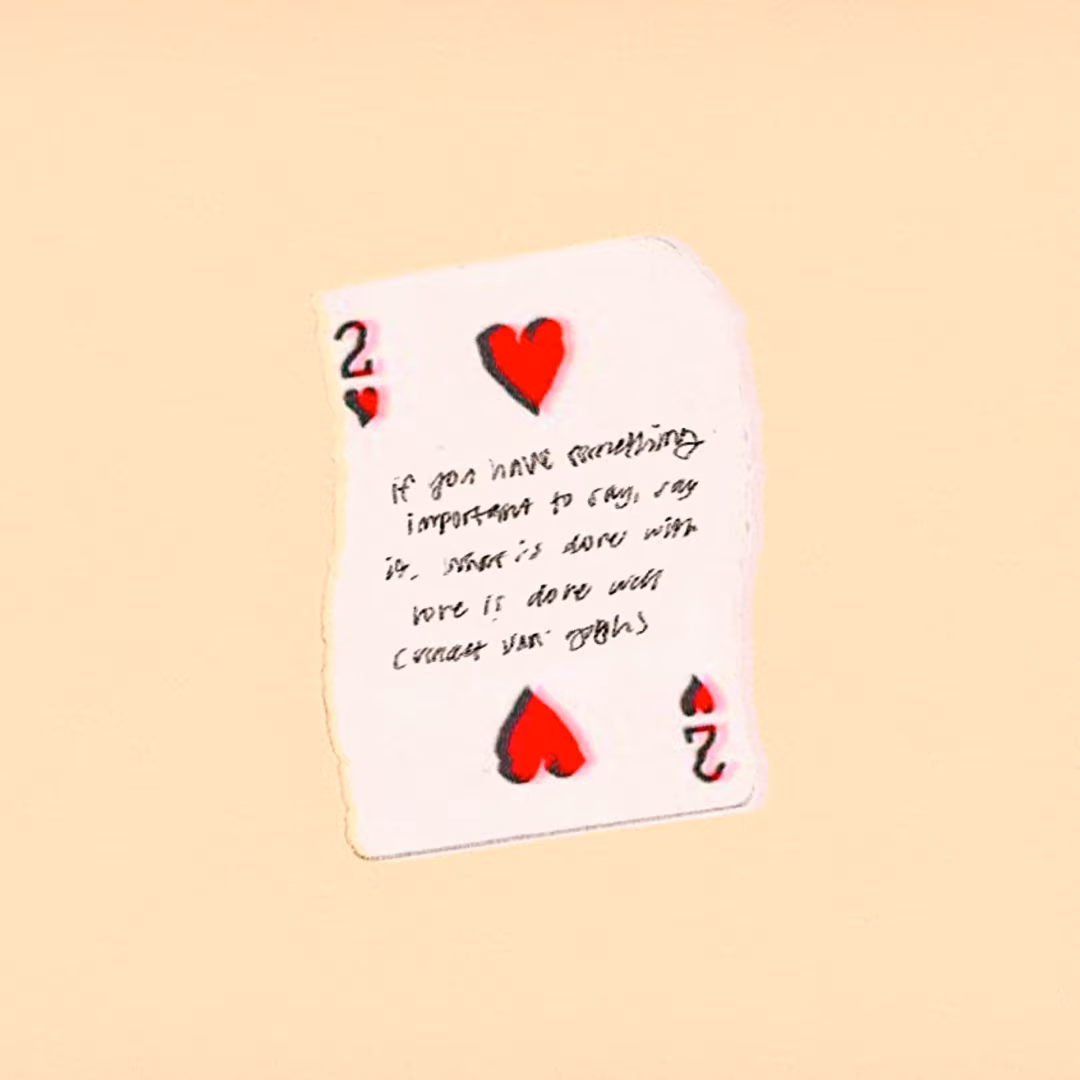 2
if you have something
important to say, say
it. what is done with
love is done well
van gogh
2